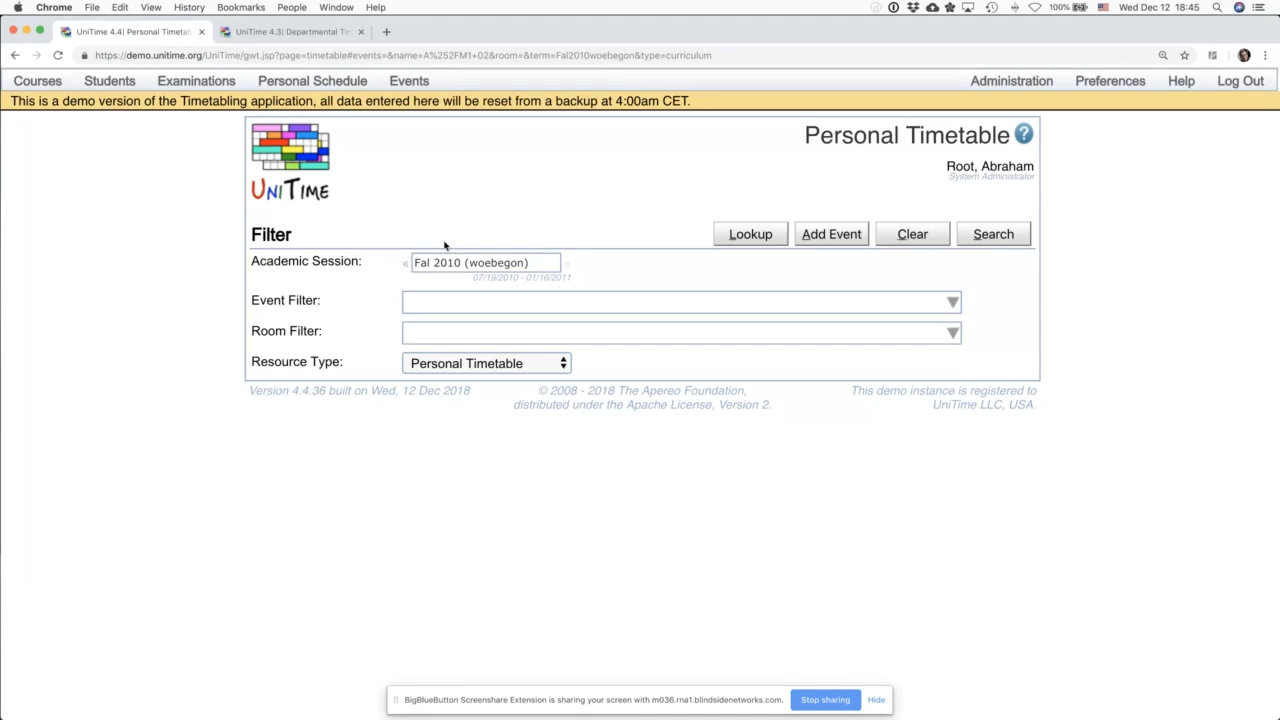 Chrome File Edit View History Bookmarks People Window Help 100% Wed Dec 12 18:45
UniTime 4.4| Personal Timetab UniTime 4.3| Departmental Tim
https://demo.unitime.org/UniTime/gwt.jsp?page=timetable#events=&name=A%252FM1+02&room=&term=Fal2010woebegon&type=curriculum
Courses Students Examinations Personal Schedule Events Administration Preferences Help Log Out
This is a demo version of the Timetabling application, all data entered here will be reset from a backup at 4:00am CET.
UNITIME
Personal Timetable ?
Root, Abraham
System Administrator
Filter Lookup Add Event Clear Search
Academic Session: « Fal 2010 (woebegon) »
07/19/2010 - 01/16/2011
Event Filter:
Room Filter:
Resource Type: Personal Timetable
Version 4.4.36 built on Wed, 12 Dec 2018 © 2008 - 2018 The Apereo Foundation, This demo instance is registered to
distributed under the Apache License, Version 2. UniTime LLC, USA.
BigBlueButton Screenshare Extension is sharing your screen with m036.rna1.blindsidenetworks.com. Stop sharing Hide